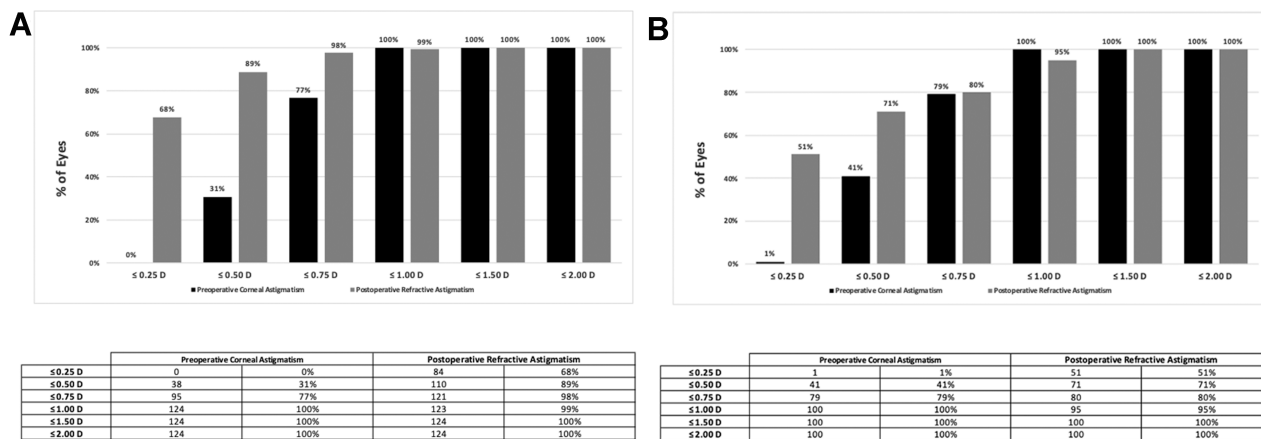 A
100%
80%
60%
40%
20%
0%
% of Eyes
0%
68%
31%
89%
77%
98%
100%
99%
100%
100%
100%
100%
≤ 0.25 D
≤ 0.50 D
≤ 0.75 D
≤ 1.00 D
≤ 1.50 D
≤ 2.00 D
Preoperative Corneal Astigmatism
Postoperative Refractive Astigmatism
Preoperative Corneal Astigmatism Postoperative Refractive Astigmatism
≤0.25 D 0 0% 84 68%
≤0.50 D 38 31% 110 89%
≤0.75 D 95 77% 121 98%
≤1.00 D 124 100% 123 99%
≤1.50 D 124 100% 124 100%
≤2.00 D 124 100% 124 100%
B
100%
80%
60%
40%
20%
0%
% of Eyes
1%
51%
41%
71%
79%
80%
100%
95%
100%
100%
100%
100%
≤ 0.25 D
≤ 0.50 D
≤ 0.75 D
≤ 1.00 D
≤ 1.50 D
≤ 2.00 D
Preoperative Corneal Astigmatism
Postoperative Refractive Astigmatism
Preoperative Corneal Astigmatism Postoperative Refractive Astigmatism
≤0.25 D 1 1% 51 51%
≤0.50 D 41 41% 71 71%
≤0.75 D 79 79% 80 80%
≤1.00 D 100 100% 95 95%
≤1.50 D 100 100% 100 100%
≤2.00 D 100 100% 100 100%